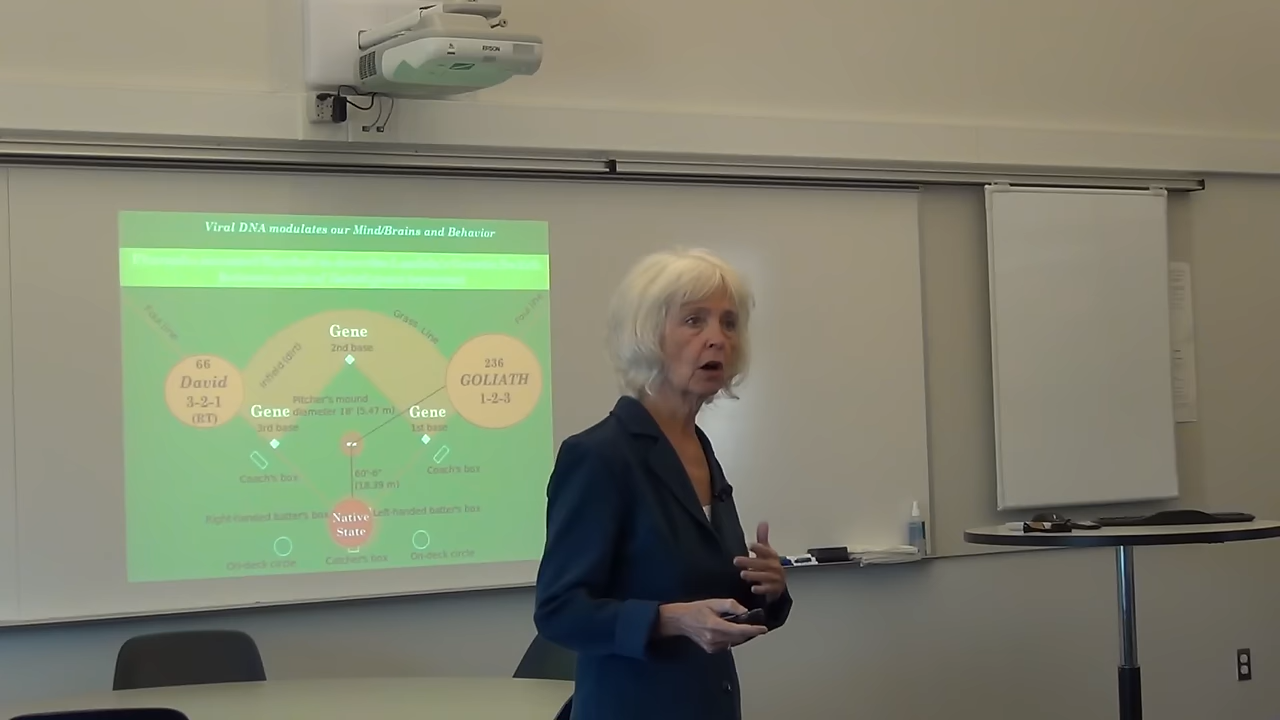 EPSON
Viral DNA modulates our Mind/Brains and Behavior
Foul line
Foul line
Grass Line
Infield (dirt)
Gene
2nd base
66
David
3-2-1
(RT)
236
GOLIATH
1-2-3
Pitcher's mound
diameter 18' (5.47 m)
Gene
3rd base
Gene
1st base
Coach's box
Coach's box
60'-6"
(18.39 m)
Right-handed batter's box
Left-handed batter's box
Native
State
On-deck circle
Catcher's box
On-deck circle